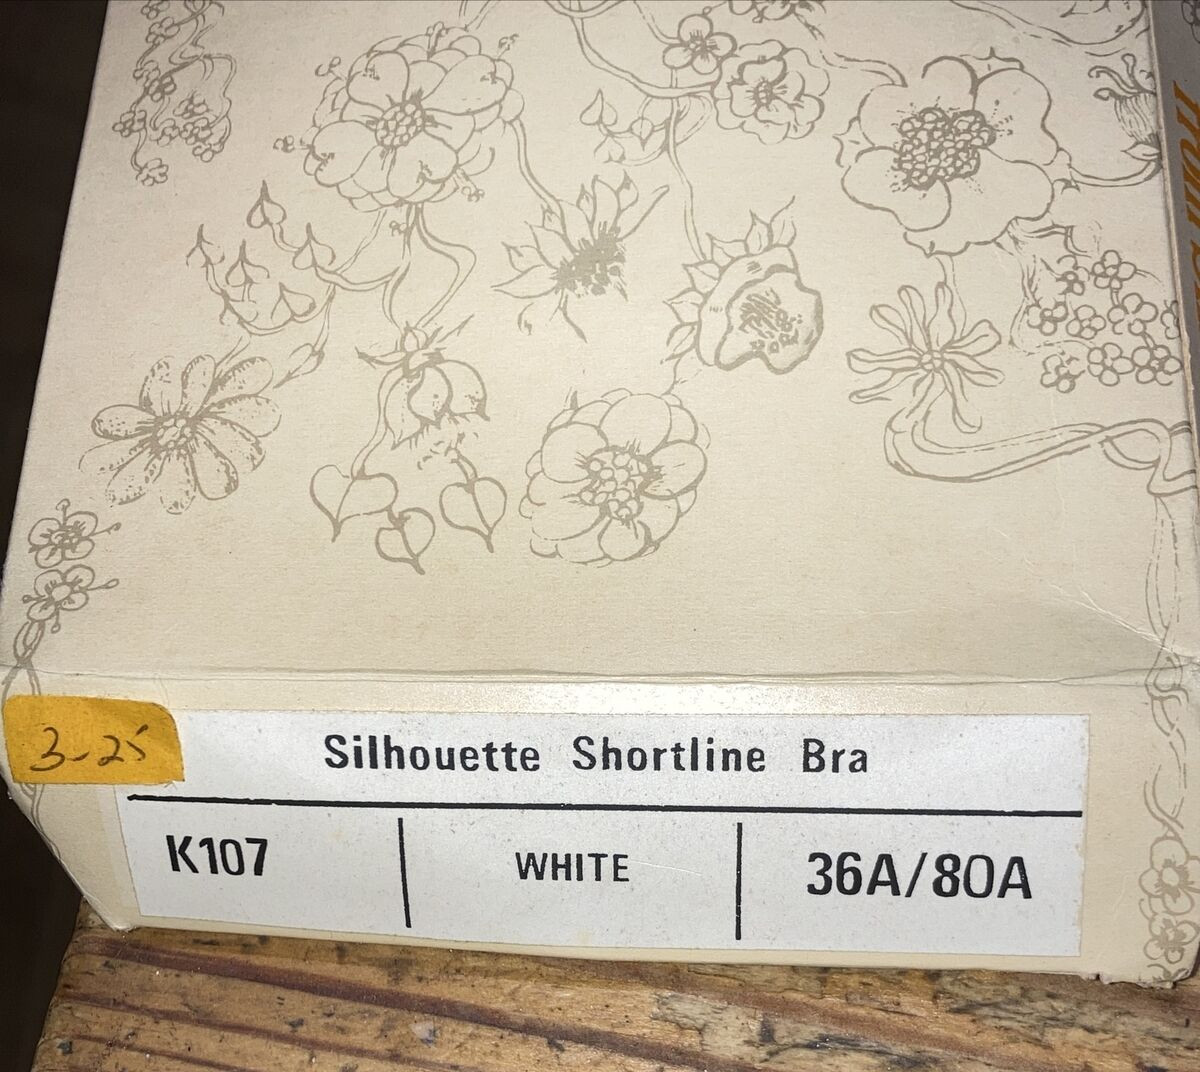 3-25
Silhouette Shortline Bra
K107
WHITE
36A/80A